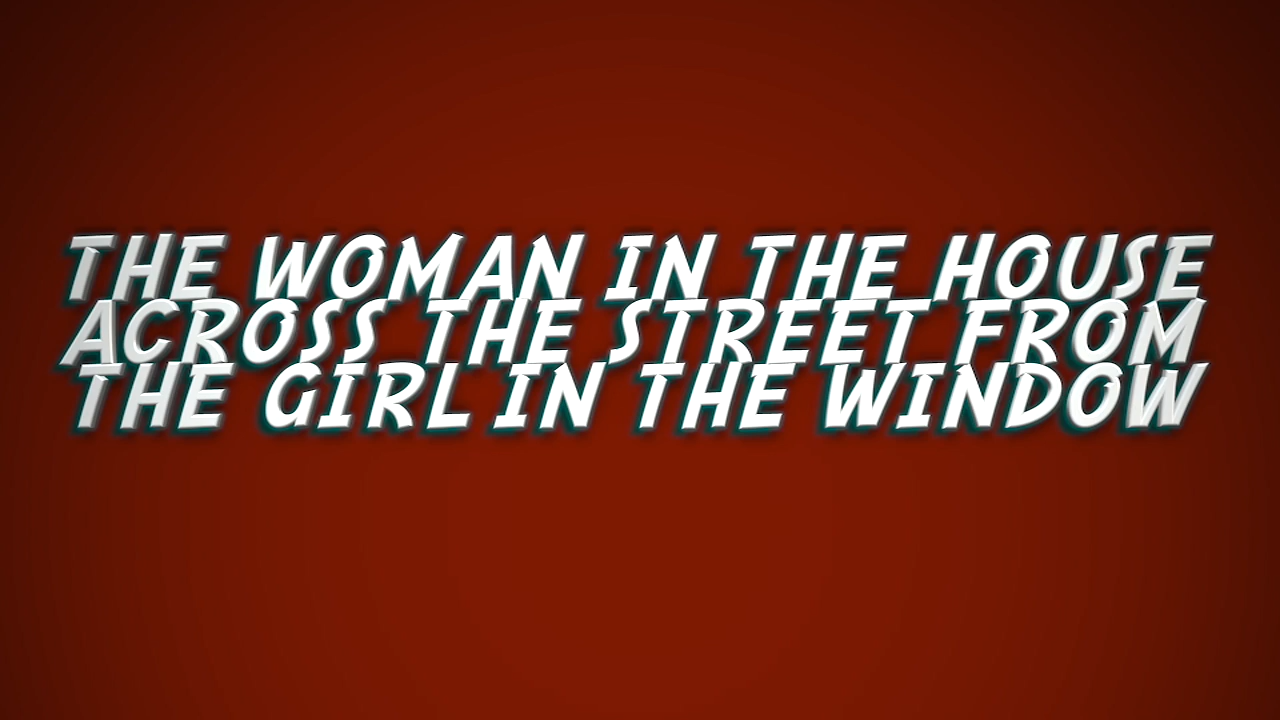 THE WOMAN IN THE HOUSE
ACROSS THE STREET FROM
THE GIRL IN THE WINDOW